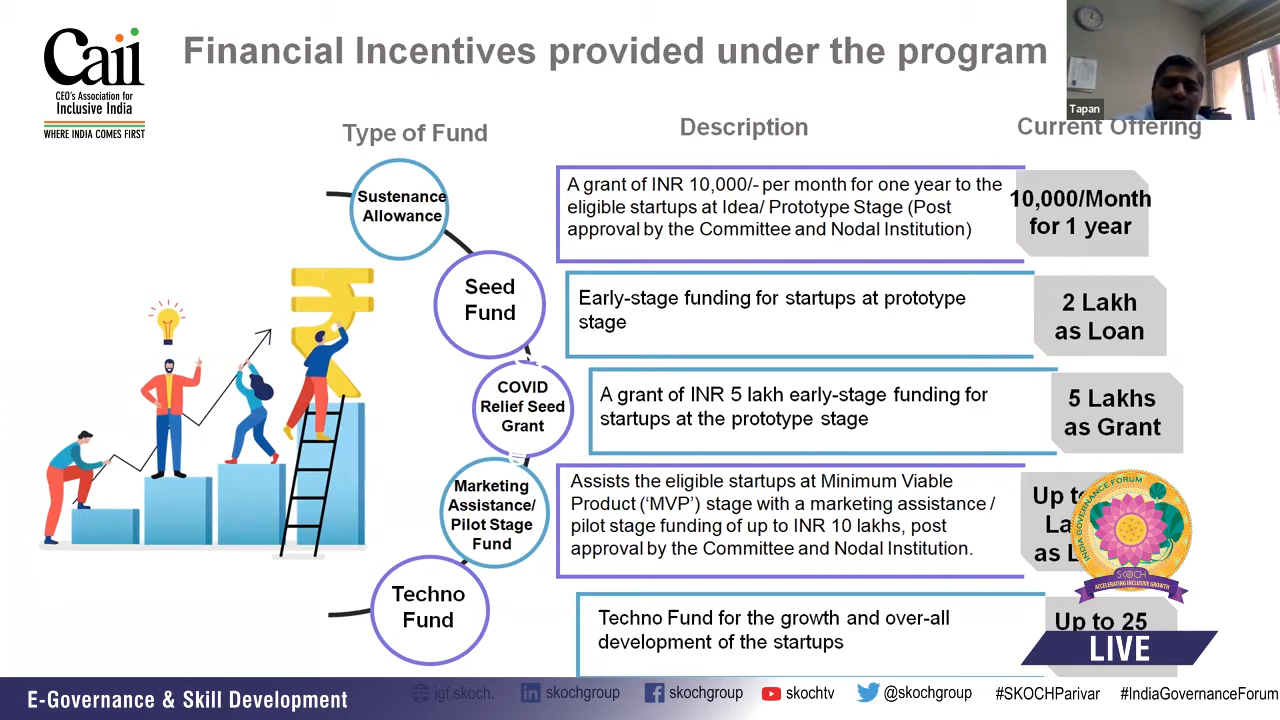 Caii
CEO's Association for
Inclusive India
WHERE INDIA COMES FIRST
Financial Incentives provided under the program
Tapan
Type of Fund
Description
Current Offering
Sustenance
Allowance
A grant of INR 10,000/- per month for one year to the
eligible startups at Idea/ Prototype Stage (Post
approval by the Committee and Nodal Institution)
10,000/Month
for 1 year
Seed
Fund
Early-stage funding for startups at prototype
stage
2 Lakh
as Loan
COVID
Relief Seed
Grant
A grant of INR 5 lakh early-stage funding for
startups at the prototype stage
5 Lakhs
as Grant
Marketing
Assistance/
Pilot Stage
Fund
Assists the eligible startups at Minimum Viable
Product (‘MVP’) stage with a marketing assistance /
pilot stage funding of up to INR 10 lakhs, post
approval by the Committee and Nodal Institution.
Up
as
INDIA GOVERNANCE FORUM
SKOCH
ACCELERATING INCLUSIVE GROWTH
Techno
Fund
Techno Fund for the growth and over-all
development of the startups
Up to 25
LIVE
E-Governance & Skill Development
igf.skoch.
skochgroup
skochgroup
skochtv
@skochgroup
#SKOCHParivar
#IndiaGovernanceForum